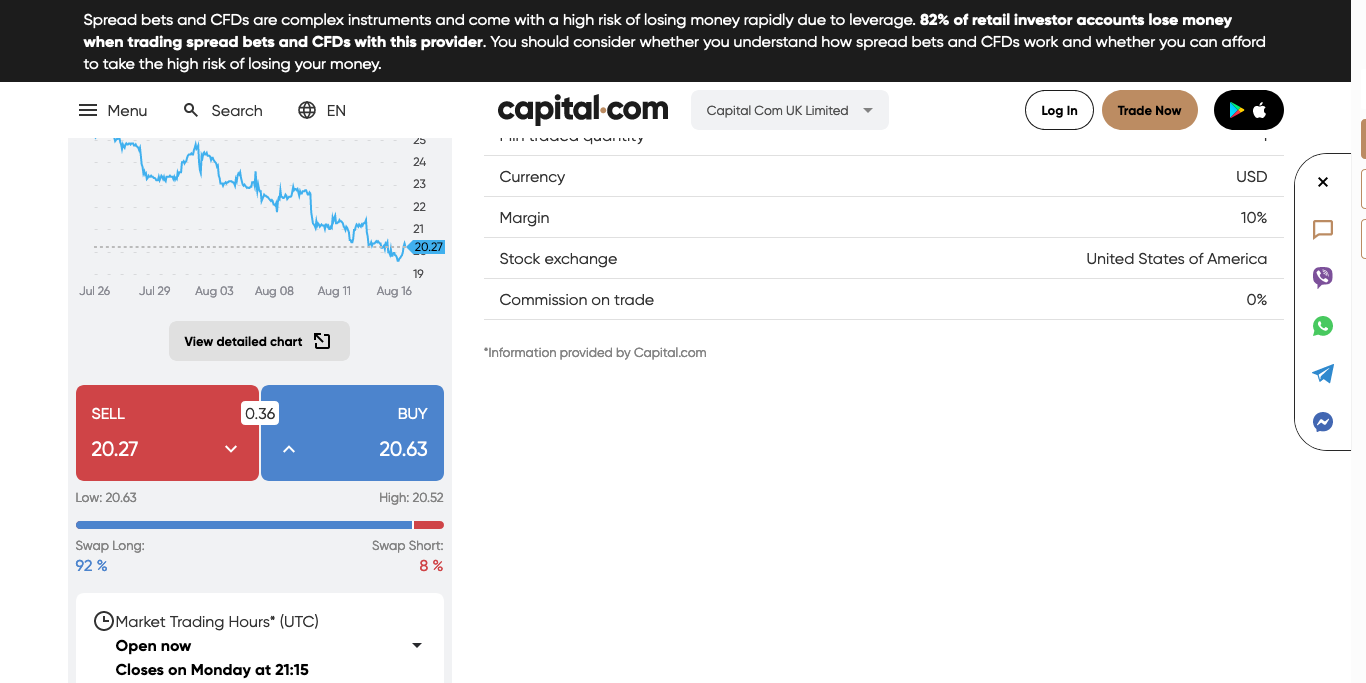 Spread bets and CFDs are complex instruments and come with a high risk of losing money rapidly due to leverage. 82% of retail investor accounts lose money
when trading spread bets and CFDs with this provider. You should consider whether you understand how spread bets and CFDs work and whether you can afford
to take the high risk of losing your money.
Menu
Search
EN
capital.com
Capital Com UK Limited
Log In
Trade Now
25
24
23
22
21
20.27
19
Jul 26
Jul 29
Aug 03
Aug 08
Aug 11
Aug 16
View detailed chart
SELL
20.27
0.36
BUY
20.63
Low: 20.63
High: 20.52
Swap Long:
Swap Short:
92 %
8 %
Market Trading Hours* (UTC)
Open now
Closes on Monday at 21:15
Min traded quantity
Currency
USD
Margin
10%
Stock exchange
United States of America
Commission on trade
0%
*Information provided by Capital.com